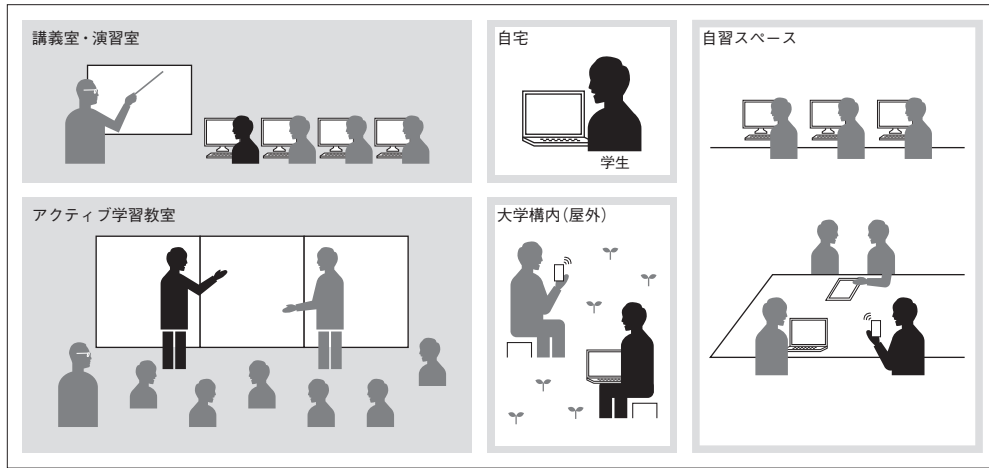 講義室・演習室
自宅
学生
自習スペース
アクティブ学習教室
大学構内（屋外）